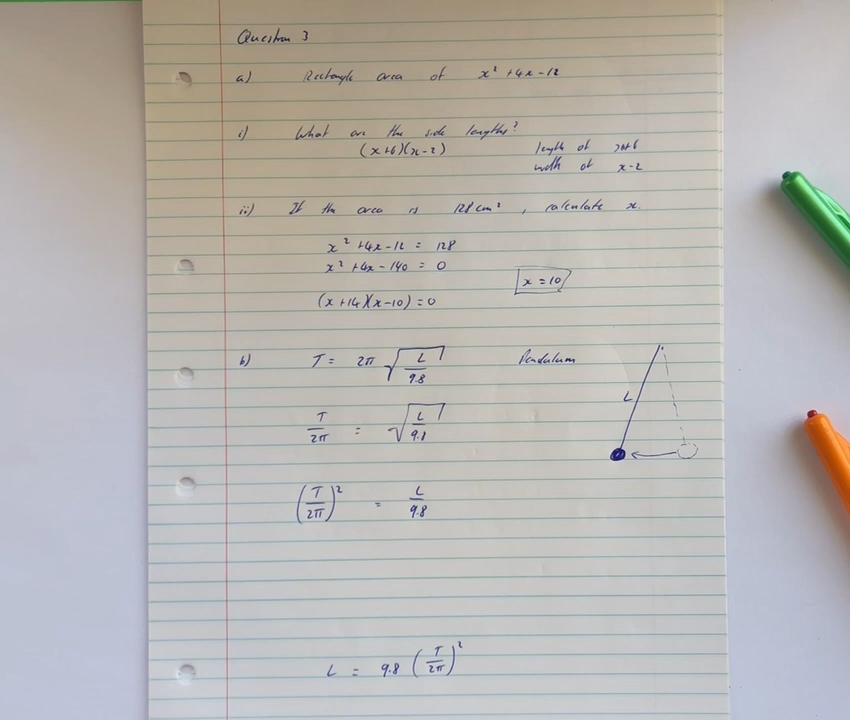 Question 3
a) Rectangle area of x² + 4x - 12
i) What are the side lengths?
(x+6)(x-2) length of x+6
width of x-2
ii) If the area is 128 cm², calculate x.
x² + 4x - 12 = 128
x² + 4x - 140 = 0
x = 10
(x + 14)(x - 10) = 0
b) T = 2π √(L/9.8) Pendulum
L
T/2π = √(L/9.8)
(T/2π)² = L/9.8
L = 9.8 (T/2π)²